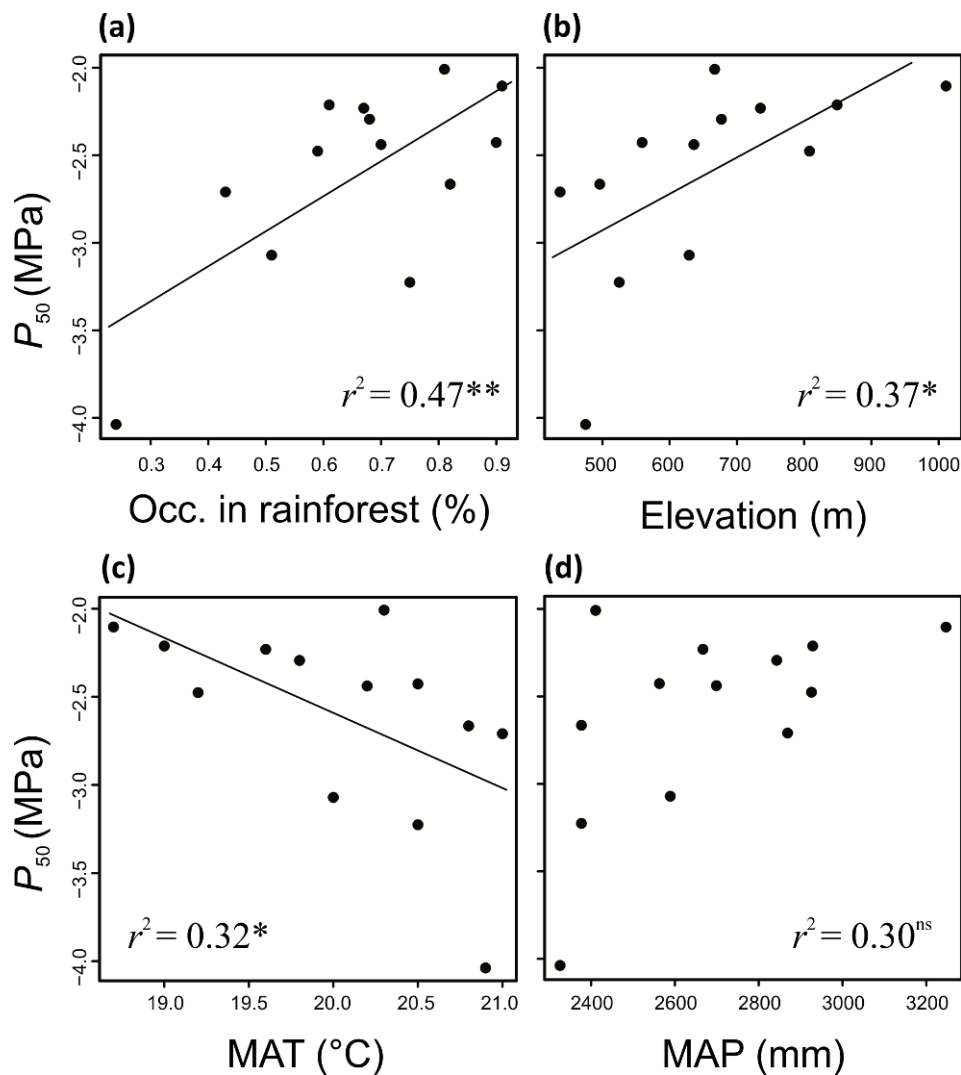 (a)
P50 (MPa)
-2.0
-2.5
-3.0
-3.5
-4.0
r² = 0.47**
0.3 0.4 0.5 0.6 0.7 0.8 0.9
Occ. in rainforest (%)
(b)
r² = 0.37*
500 600 700 800 900 1000
Elevation (m)
(c)
P50 (MPa)
-2.0
-2.5
-3.0
-3.5
-4.0
r² = 0.32*
19.0 19.5 20.0 20.5 21.0
MAT (°C)
(d)
r² = 0.30ns
2400 2600 2800 3000 3200
MAP (mm)